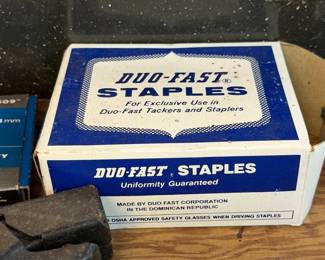 DUO-FAST®
STAPLES
For Exclusive Use in
Duo-Fast Tackers and Staplers
DUO-FAST® STAPLES
Uniformity Guaranteed
MADE BY DUO FAST CORPORATION
IN THE DOMINICAN REPUBLIC
OSHA APPROVED SAFETY GLASSES WHEN DRIVING STAPLES